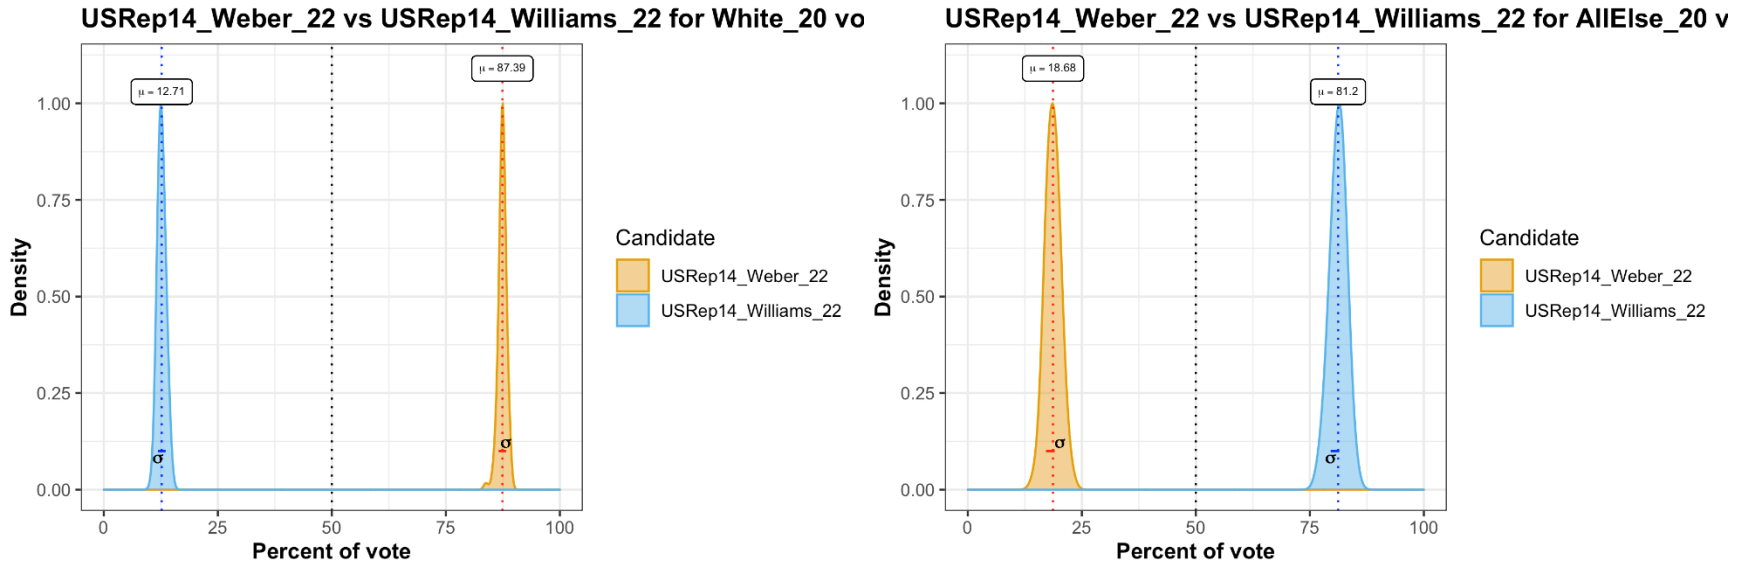 USRep14_Weber_22 vs USRep14_Williams_22 for White_20 vo
μ = 87.39
μ = 12.71
1.00
0.75
0.50
0.25
0.00
Density
σ
σ
0 25 50 75 100
Percent of vote
Candidate
USRep14_Weber_22
USRep14_Williams_22
USRep14_Weber_22 vs USRep14_Williams_22 for AllElse_20 v
μ = 18.68
μ = 81.2
1.00
0.75
0.50
0.25
0.00
Density
σ
σ
0 25 50 75 100
Percent of vote
Candidate
USRep14_Weber_22
USRep14_Williams_22